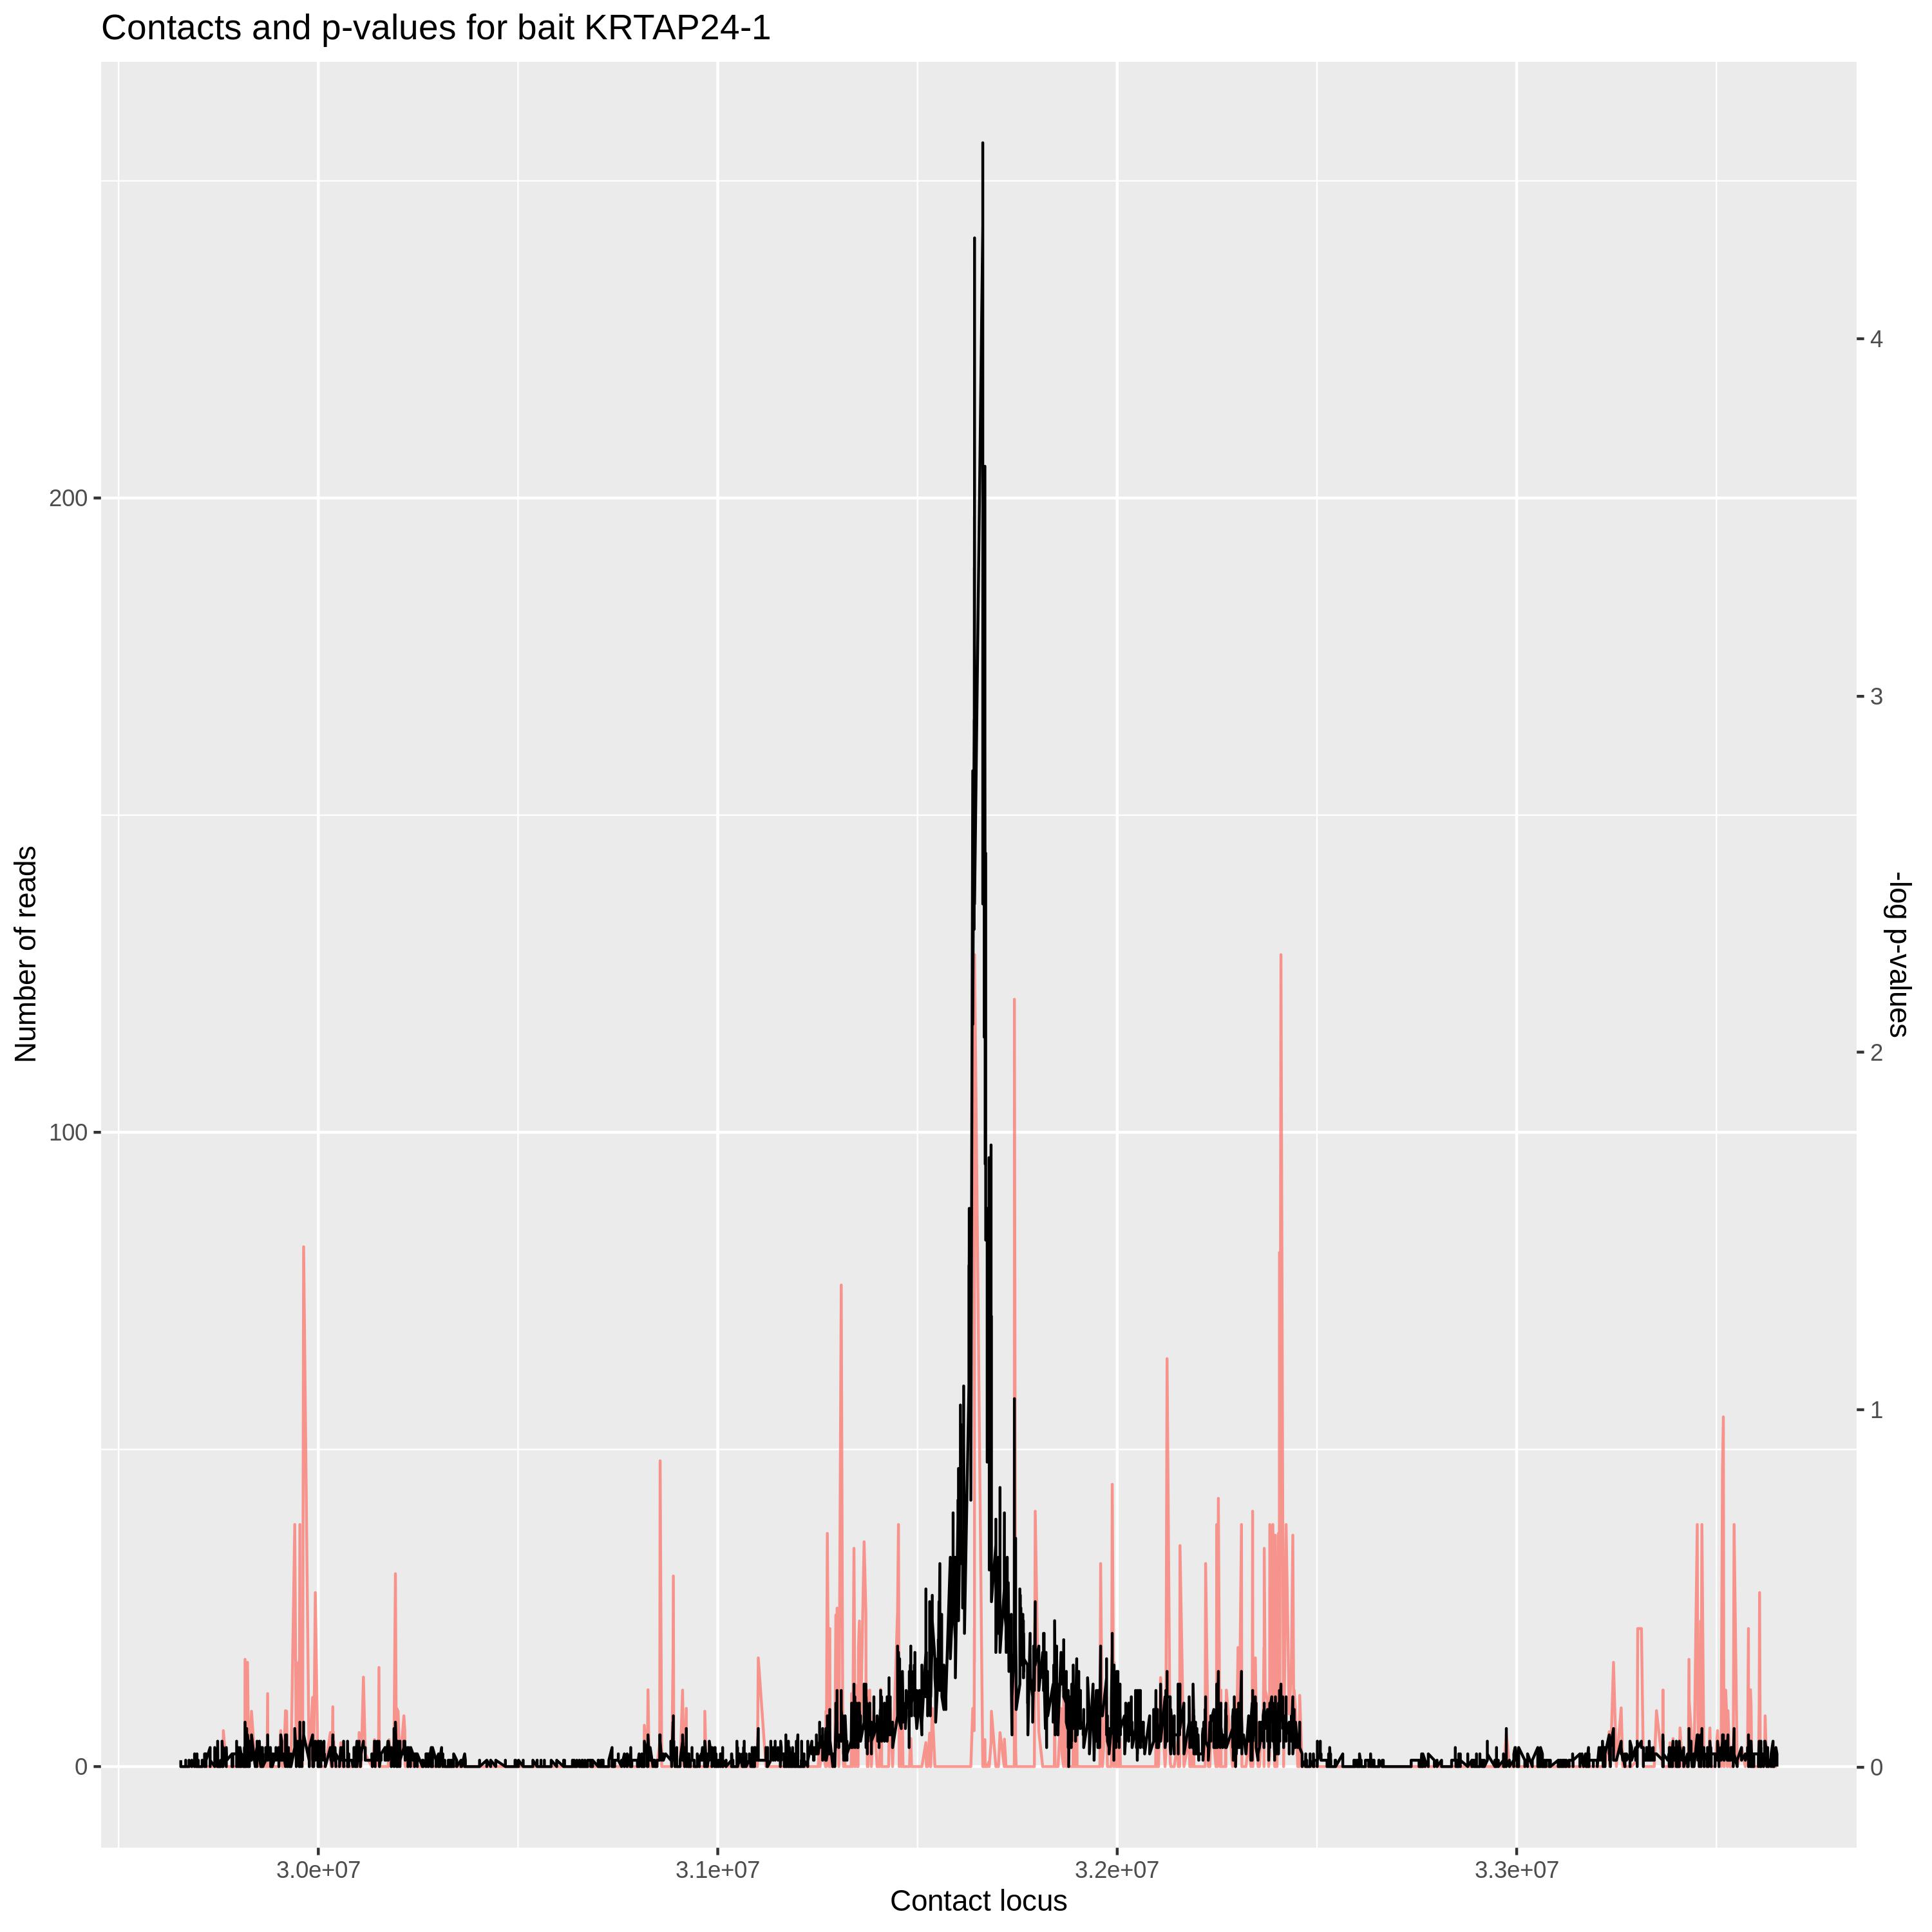 Contacts and p-values for bait KRTAP24-1
Number of reads
200
100
0
4
3
2
1
0
-log p-values
3.0e+07
3.1e+07
3.2e+07
3.3e+07
Contact locus